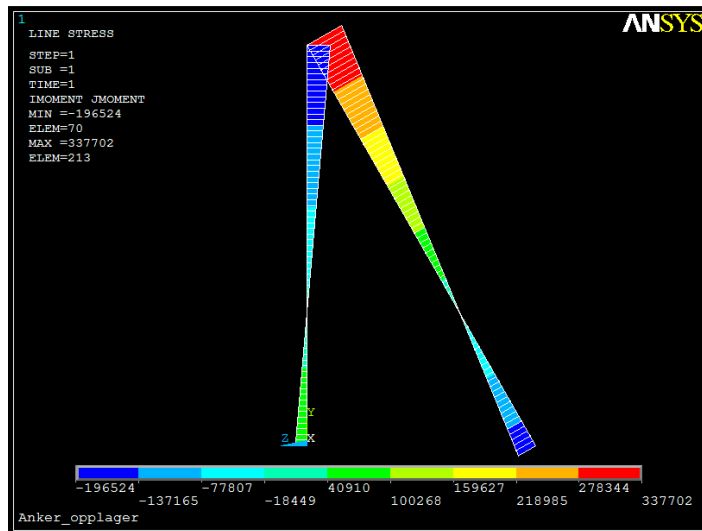 1
ANSYS
LINE STRESS
STEP=1
SUB =1
TIME=1
IMOMENT JMOMENT
MIN =-196524
ELEM=70
MAX =337702
ELEM=213
Y
Z X
-196524 -77807 40910 159627 278344
-137165 -18449 100268 218985 337702
Anker_opplager